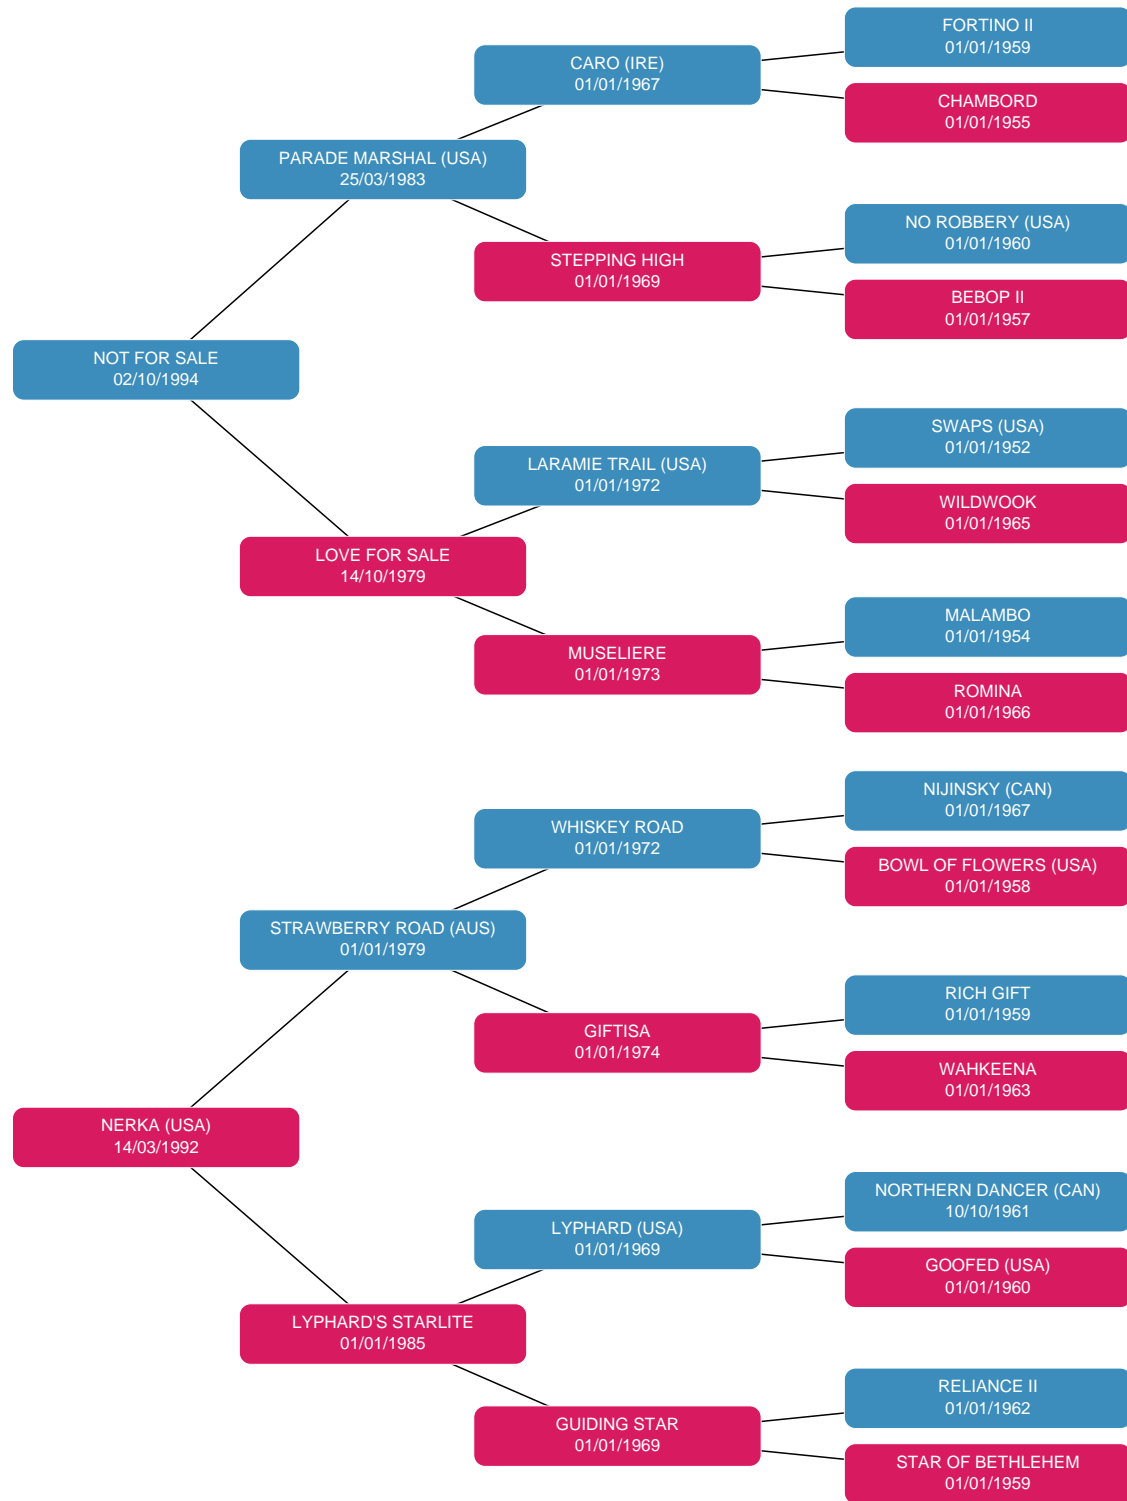 FORTINO II
01/01/1959
CARO (IRE)
01/01/1967
CHAMBORD
01/01/1955
PARADE MARSHAL (USA)
25/03/1983
NO ROBBERY (USA)
01/01/1960
STEPPING HIGH
01/01/1969
BEBOP II
01/01/1957
NOT FOR SALE
02/10/1994
SWAPS (USA)
01/01/1952
LARAMIE TRAIL (USA)
01/01/1972
WILDWOOK
01/01/1965
LOVE FOR SALE
14/10/1979
MALAMBO
01/01/1954
MUSELIERE
01/01/1973
ROMINA
01/01/1966
NIJINSKY (CAN)
01/01/1967
WHISKEY ROAD
01/01/1972
BOWL OF FLOWERS (USA)
01/01/1958
STRAWBERRY ROAD (AUS)
01/01/1979
RICH GIFT
01/01/1959
GIFTISA
01/01/1974
WAHKEENA
01/01/1963
NERKA (USA)
14/03/1992
NORTHERN DANCER (CAN)
10/10/1961
LYPHARD (USA)
01/01/1969
GOOFED (USA)
01/01/1960
LYPHARD'S STARLITE
01/01/1985
RELIANCE II
01/01/1962
GUIDING STAR
01/01/1969
STAR OF BETHLEHEM
01/01/1959